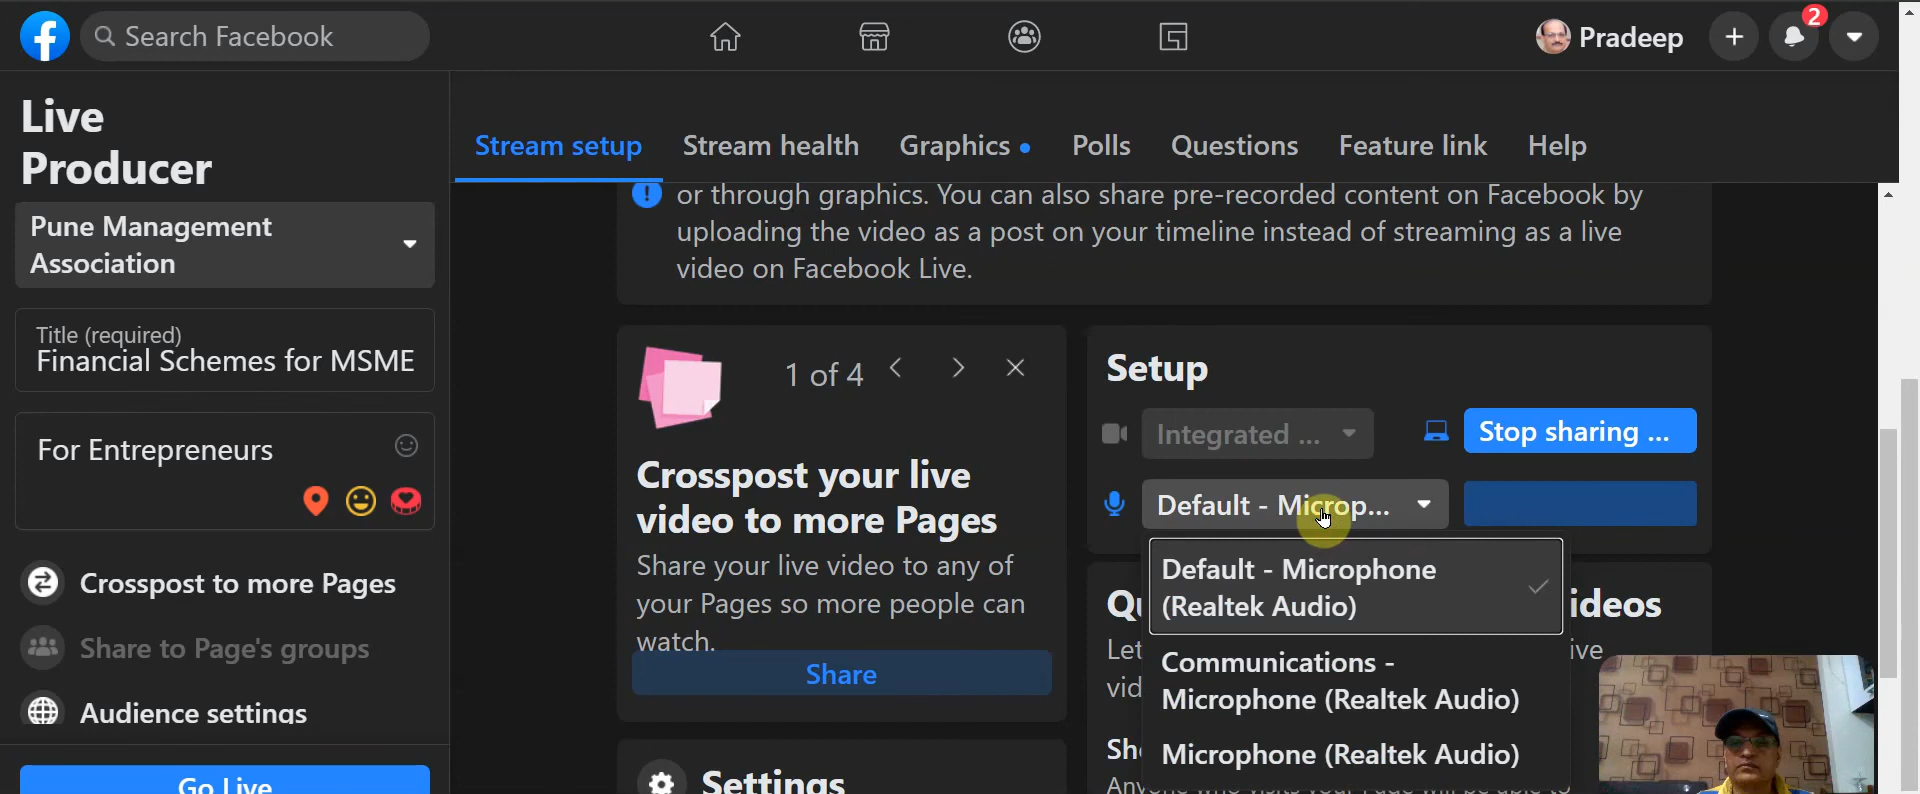 Search Facebook
Pradeep
2
Live
Producer
Pune Management
Association
Title (required)
Financial Schemes for MSME
For Entrepreneurs
Crosspost to more Pages
Share to Page's groups
Audience settings
Go Live
Stream setup
Stream health
Graphics
Polls
Questions
Feature link
Help
or through graphics. You can also share pre-recorded content on Facebook by
uploading the video as a post on your timeline instead of streaming as a live
video on Facebook Live.
1 of 4
Crosspost your live
video to more Pages
Share your live video to any of
your Pages so more people can
watch.
Share
Settings
Setup
Integrated ...
Stop sharing ...
Default - Microp...
Default - Microphone
(Realtek Audio)
Communications -
Microphone (Realtek Audio)
Microphone (Realtek Audio)